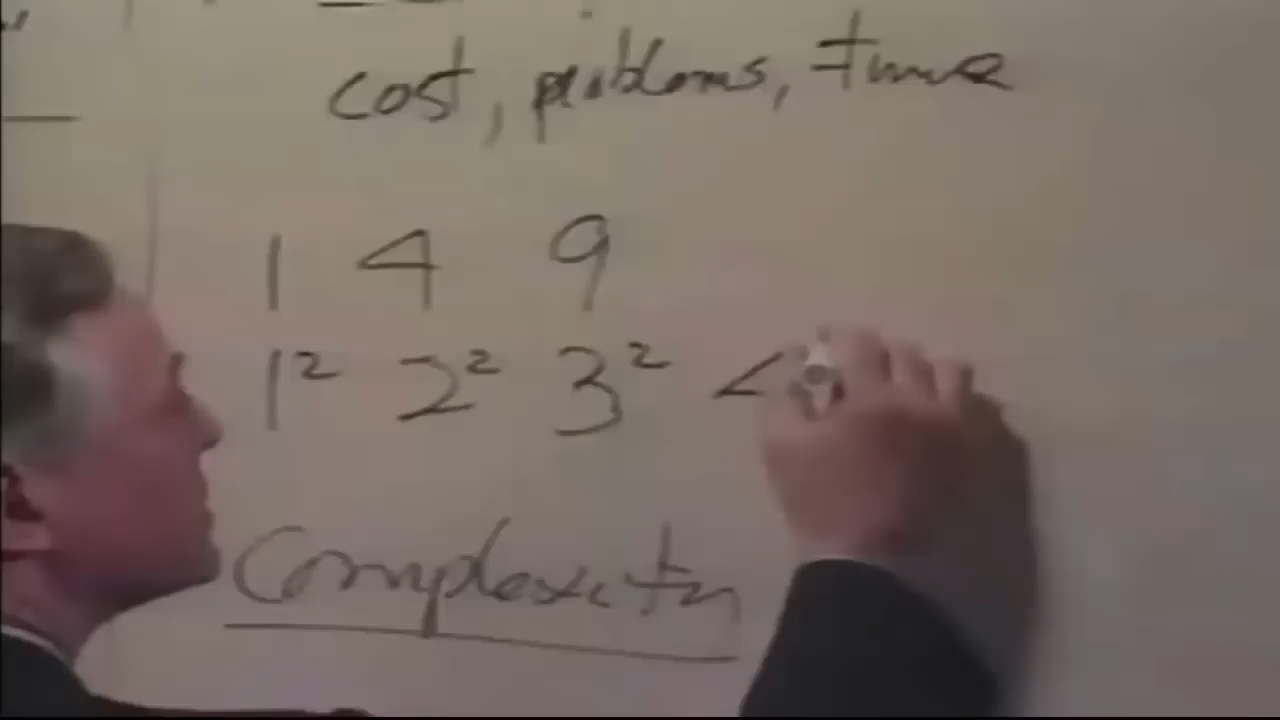 cost, problems, time
1 4 9
1² 2² 3²
Complexity